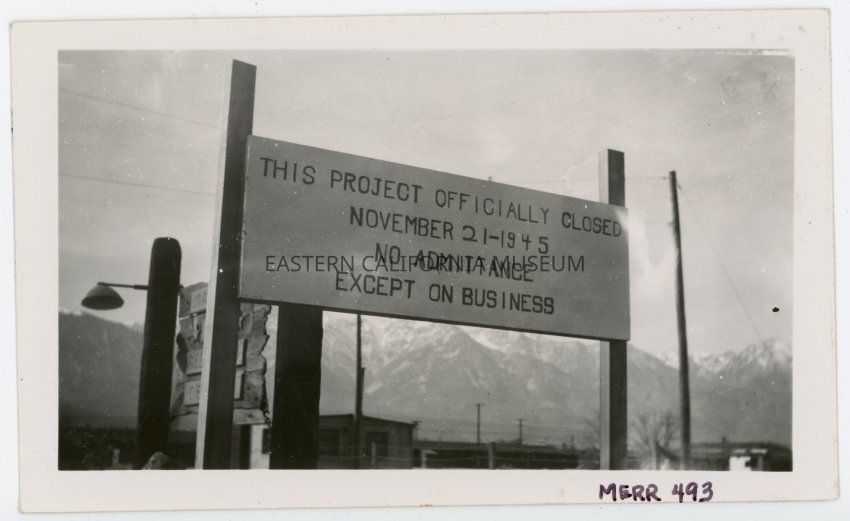 THIS PROJECT OFFICIALLY CLOSED
NOVEMBER 21-1945
NO ADMITTANCE
EASTERN CALIFORNIA MUSEUM
EXCEPT ON BUSINESS
MERR 493